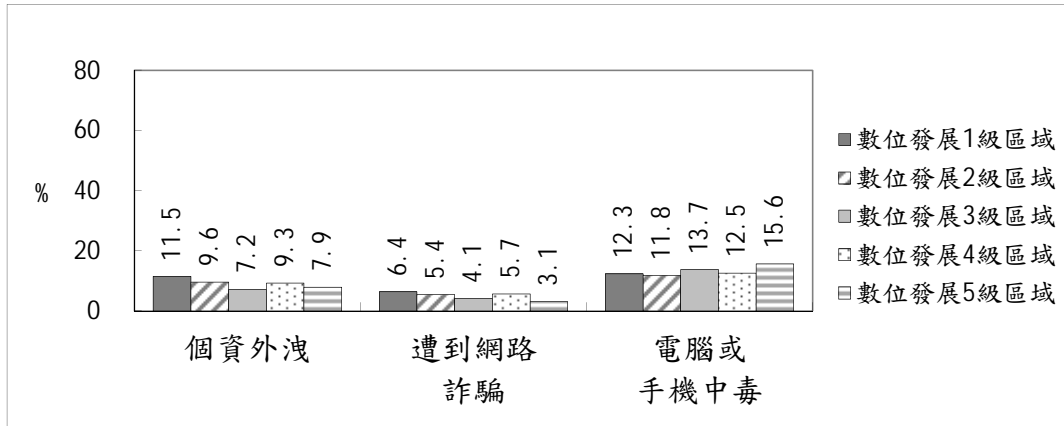 80
60
40
20
0
%
11.5
9.6
7.2
9.3
7.9
6.4
5.4
4.1
5.7
3.1
12.3
11.8
13.7
12.5
15.6
個資外洩
遭到網路
詐騙
電腦或
手機中毒
數位發展1級區域
數位發展2級區域
數位發展3級區域
數位發展4級區域
數位發展5級區域